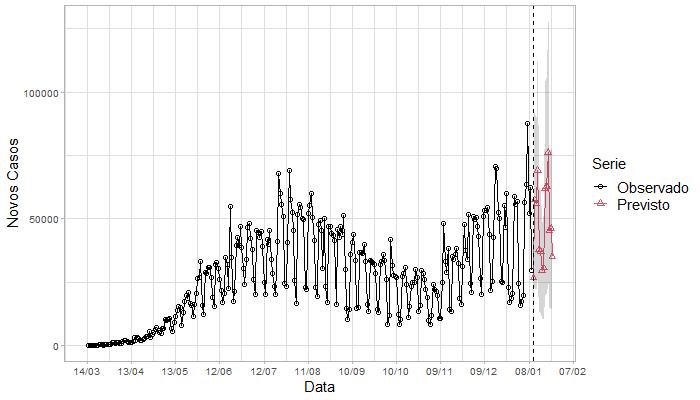 100000
50000
0
Novos Casos
14/03 13/04 13/05 12/06 12/07 11/08 10/09 10/10 09/11 09/12 08/01 07/02
Data
Serie
Observado
Previsto